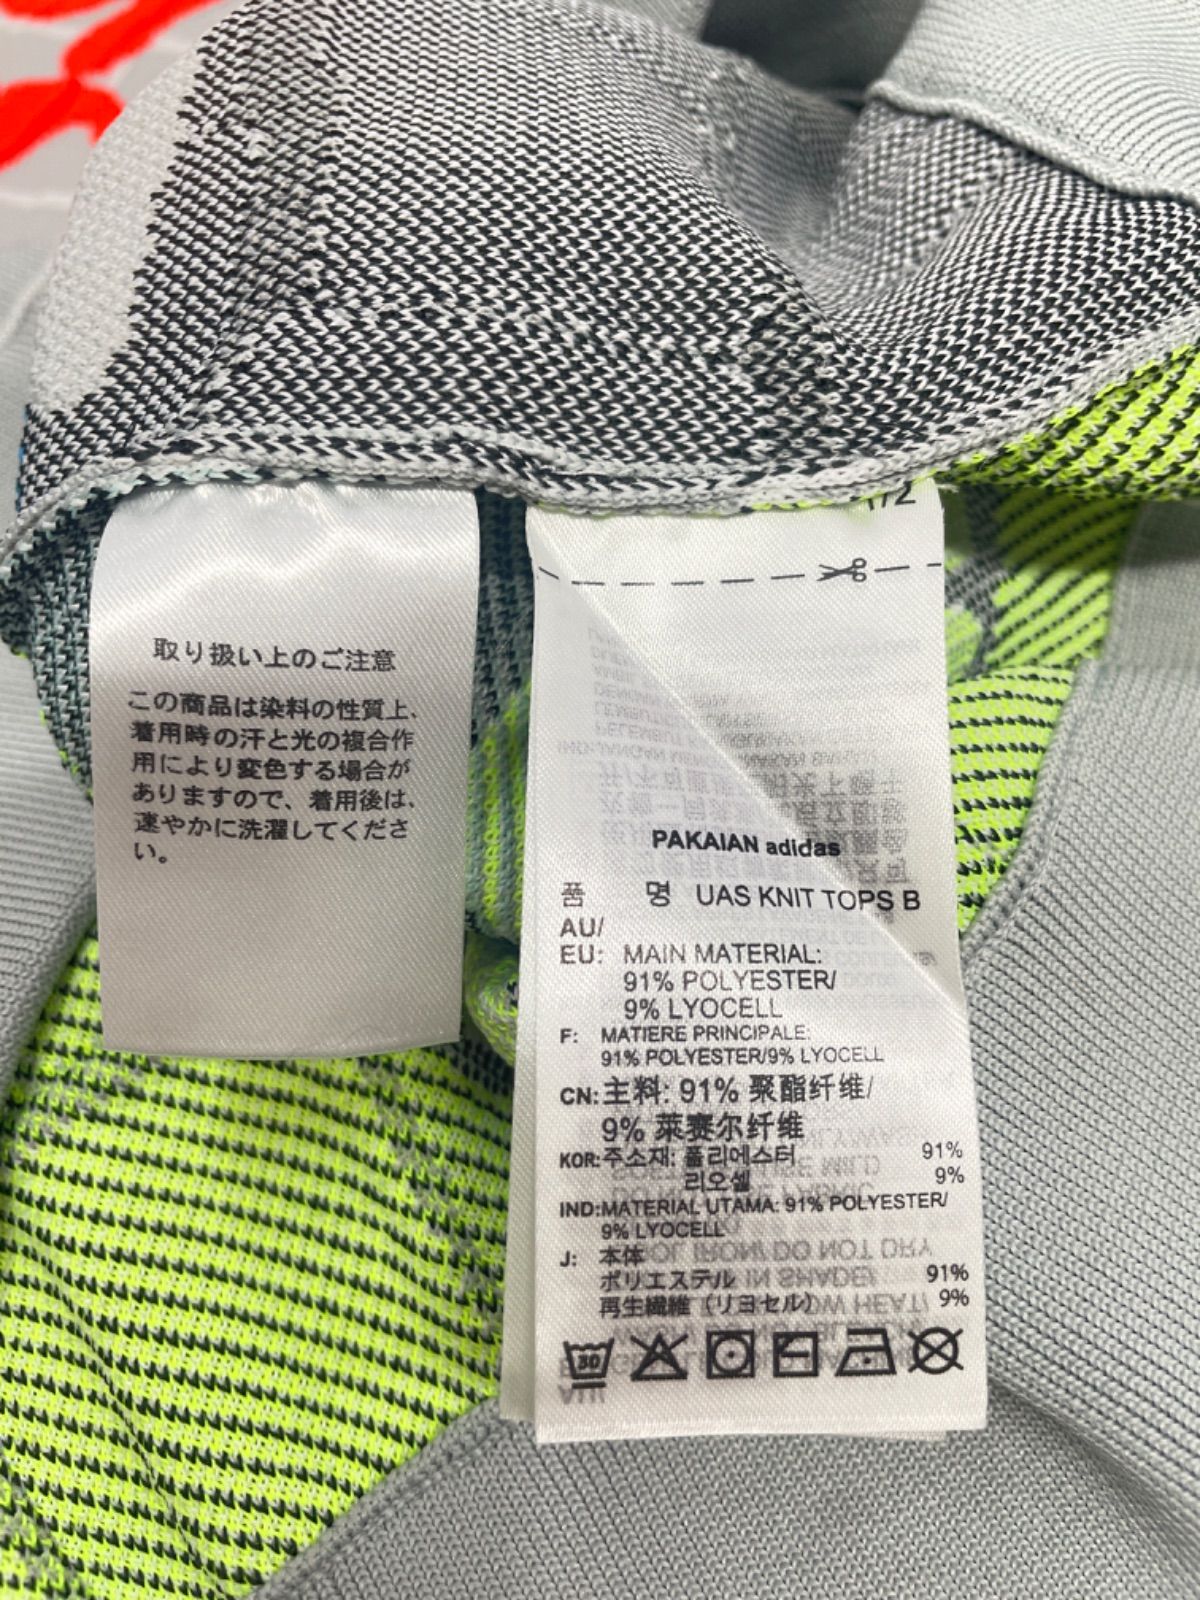 取り扱い上のご注意
この商品は染料の性質上、
着用時の汗と光の複合作
用により変色する場合が
ありますので、着用後は、
速やかに洗濯してくださ
い。
1/2
PAKAIAN adidas
품 명 UAS KNIT TOPS B
AU/
EU: MAIN MATERIAL:
91% POLYESTER/
9% LYOCELL
F: MATIERE PRINCIPALE:
91% POLYESTER/9% LYOCELL
CN: 主料: 91% 聚酯纤维/
9% 莱赛尔纤维
KOR: 주소재: 폴리에스터 91%
리오셀 9%
IND: MATERIAL UTAMA: 91% POLYESTER/
9% LYOCELL
J: 本体
ポリエステル 91%
再生繊維（リヨセル） 9%
30